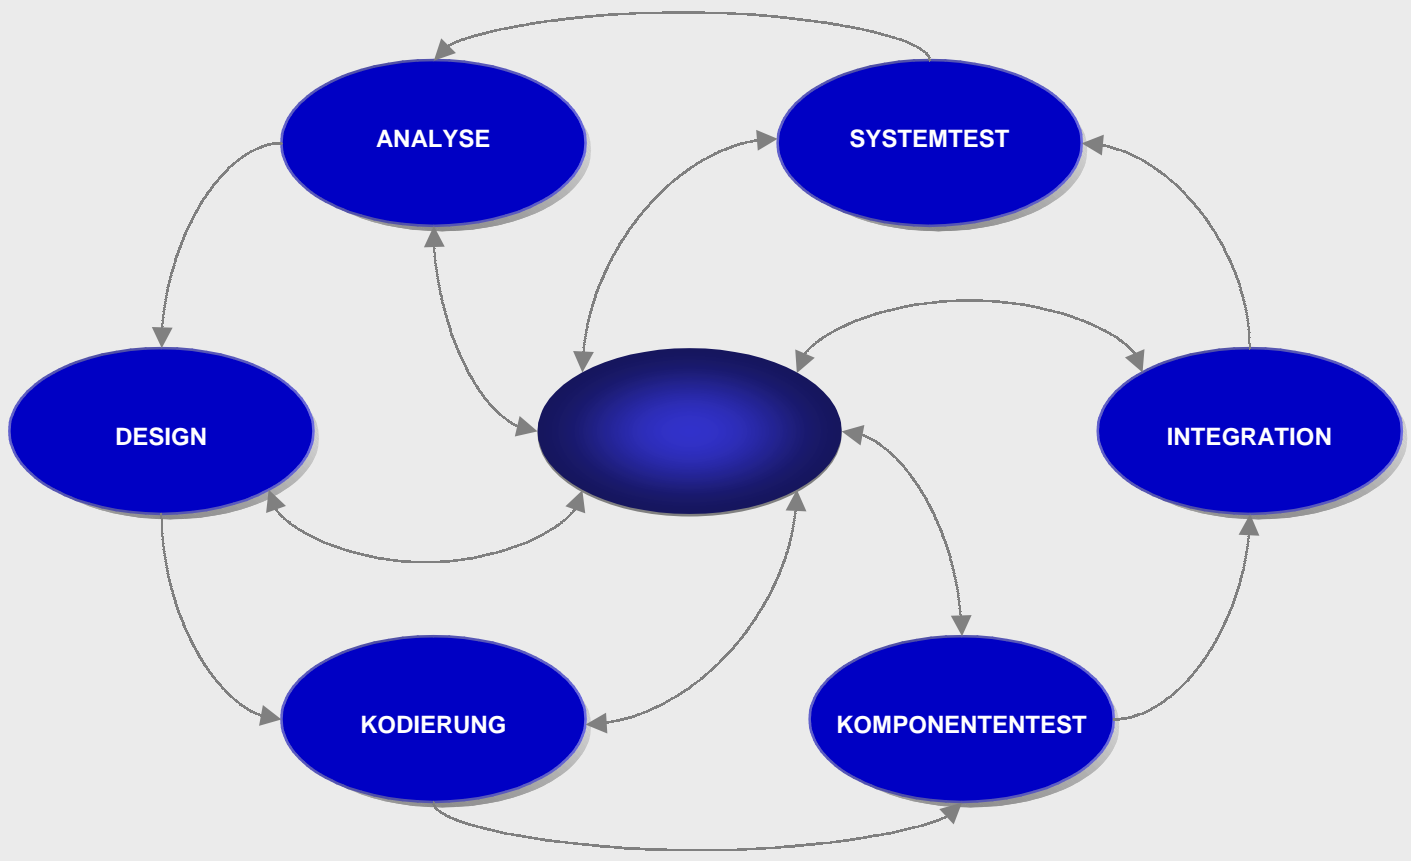 ANALYSE
SYSTEMTEST
DESIGN
INTEGRATION
KODIERUNG
KOMPONENTENTEST